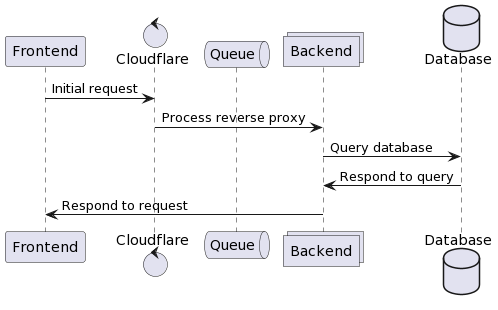 Frontend
Cloudflare
Queue
Backend
Database
Initial request
Process reverse proxy
Query database
Respond to query
Respond to request
Frontend
Cloudflare
Queue
Backend
Database